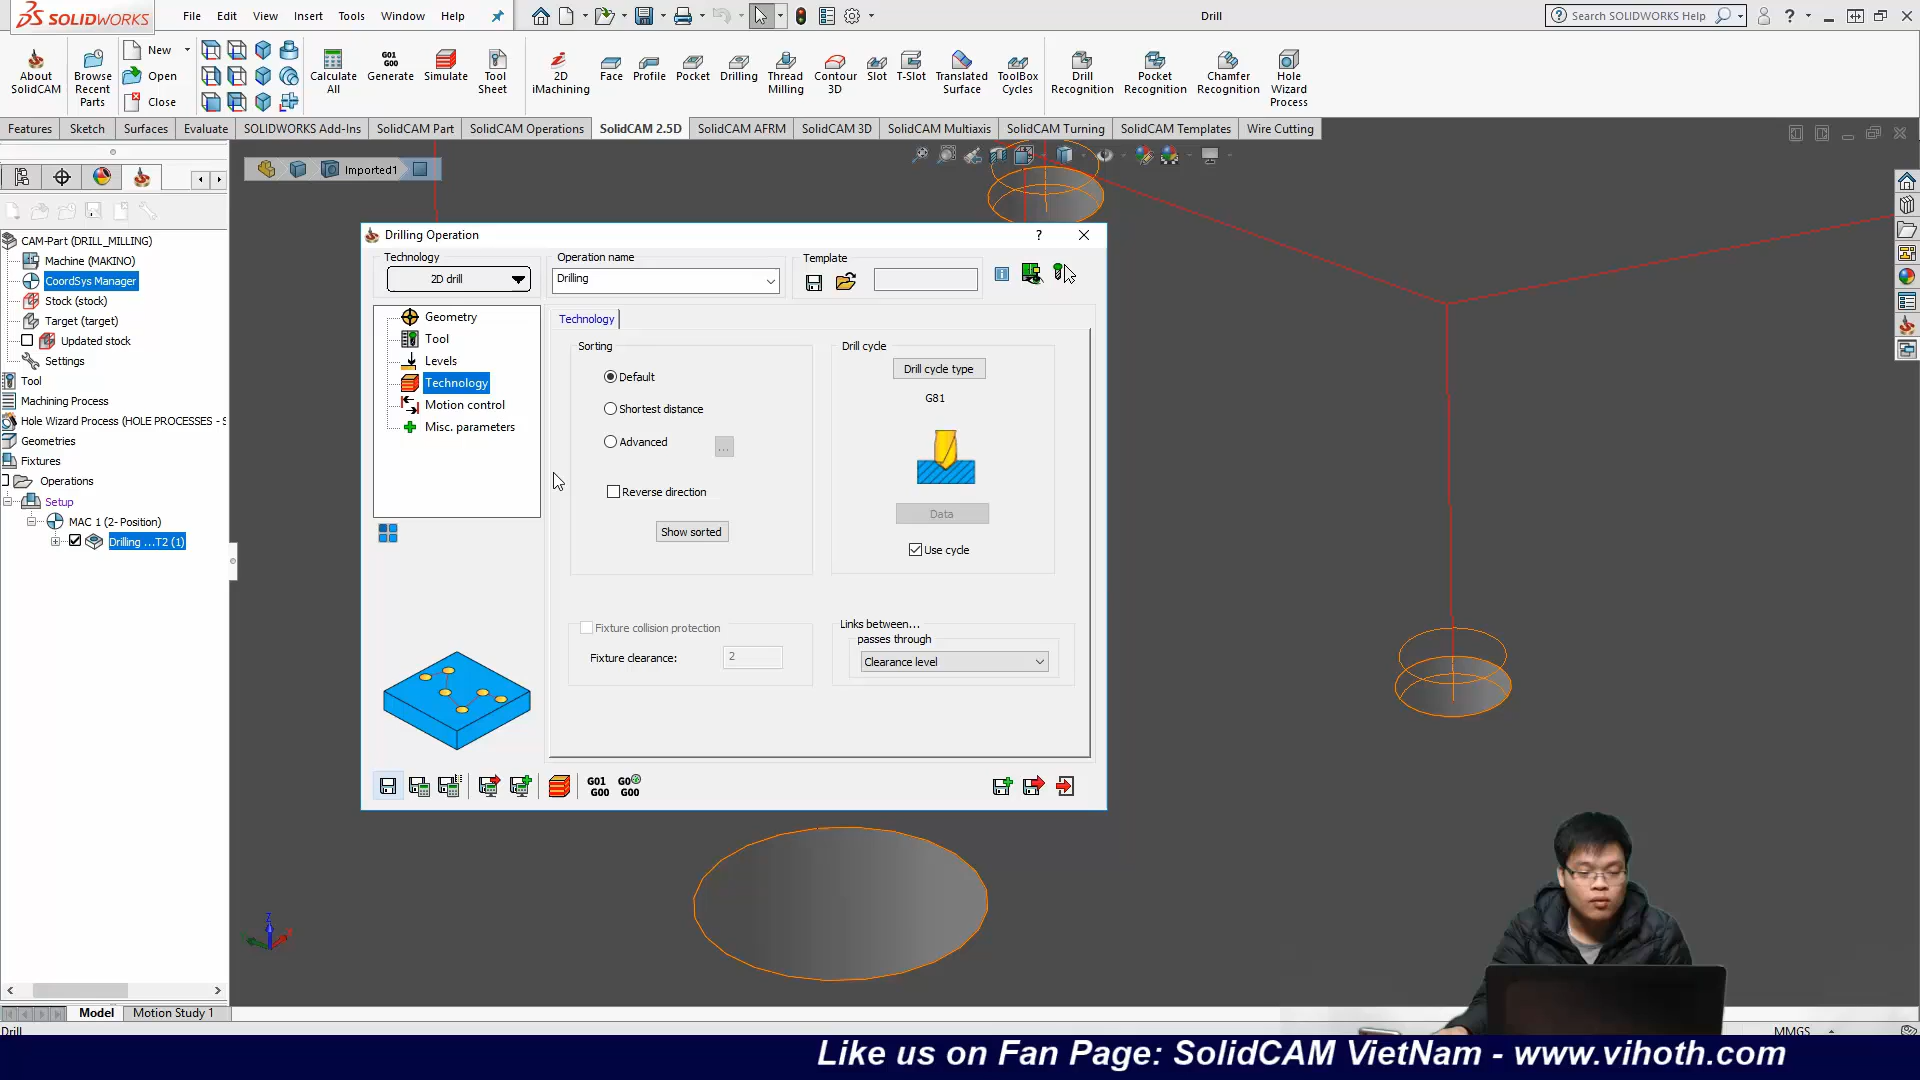 SOLIDWORKS
File Edit View Insert Tools Window Help
Drill
Search SOLIDWORKS Help
About SolidCAM
Browse Recent Parts
New
Open
Close
Calculate All
G01 G00
Generate
Simulate
Tool Sheet
2D iMachining
Face
Profile
Pocket
Drilling
Thread Milling
Contour 3D
Slot
T-Slot
Translated Surface
ToolBox Cycles
Drill Recognition
Pocket Recognition
Chamfer Recognition
Hole Wizard Process
Features Sketch Surfaces Evaluate SOLIDWORKS Add-Ins SolidCAM Part SolidCAM Operations SolidCAM 2.5D SolidCAM AFRM SolidCAM 3D SolidCAM Multiaxis SolidCAM Turning SolidCAM Templates Wire Cutting
Imported1
CAM-Part (DRILL_MILLING)
Machine (MAKINO)
CoordSys Manager
Stock (stock)
Target (target)
Updated stock
Settings
Tool
Machining Process
Hole Wizard Process (HOLE PROCESSES - S
Geometries
Fixtures
Operations
Setup
MAC 1 (2- Position)
Drilling ...T2 (1)
Drilling Operation
?
Technology
2D drill
Operation name
Drilling
Template
Geometry
Tool
Levels
Technology
Motion control
Misc. parameters
Technology
Sorting
Default
Shortest distance
Advanced
...
Reverse direction
Show sorted
Drill cycle
Drill cycle type
G81
Data
Use cycle
Fixture collision protection
Fixture clearance: 2
Links between...
passes through
Clearance level
G01 G00
G0 G00
Z
Model Motion Study 1
Drill
MMGS
Like us on Fan Page: SolidCAM VietNam - www.vihoth.com